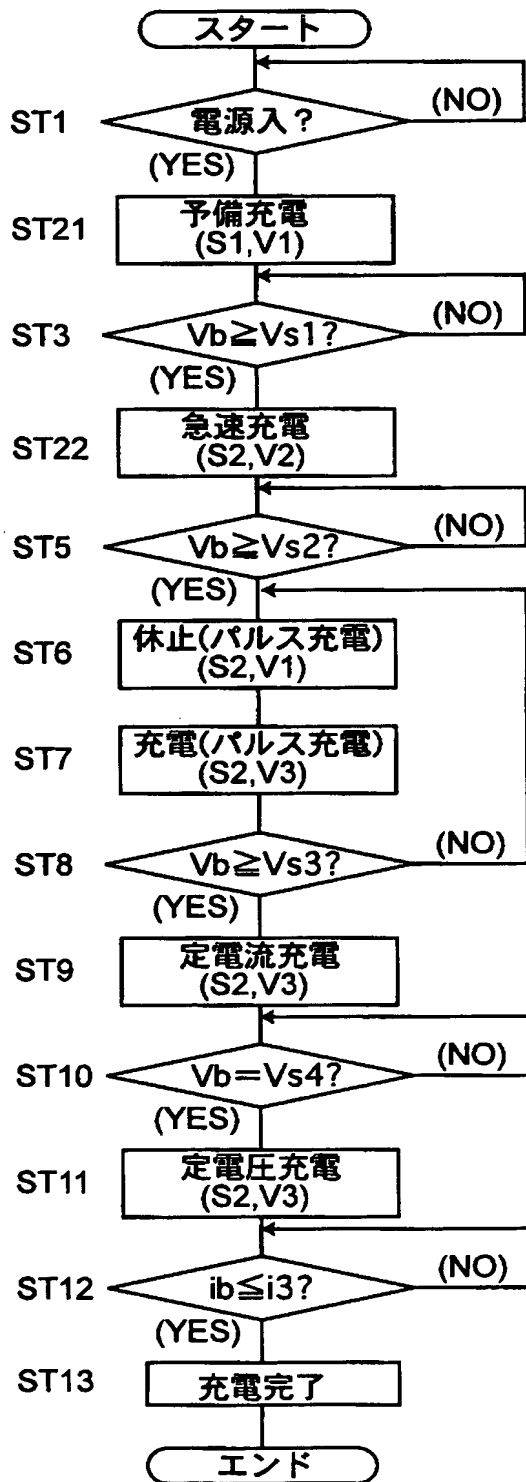 スタート
ST1 電源入? (NO)
(YES)
ST21 予備充電
(S1,V1)
ST3 Vb≧Vs1? (NO)
(YES)
ST22 急速充電
(S2,V2)
ST5 Vb≧Vs2? (NO)
(YES)
ST6 休止(パルス充電)
(S2,V1)
ST7 充電(パルス充電)
(S2,V3)
ST8 Vb≧Vs3? (NO)
(YES)
ST9 定電流充電
(S2,V3)
ST10 Vb=Vs4? (NO)
(YES)
ST11 定電圧充電
(S2,V3)
ST12 ib≦i3? (NO)
(YES)
ST13 充電完了
エンド